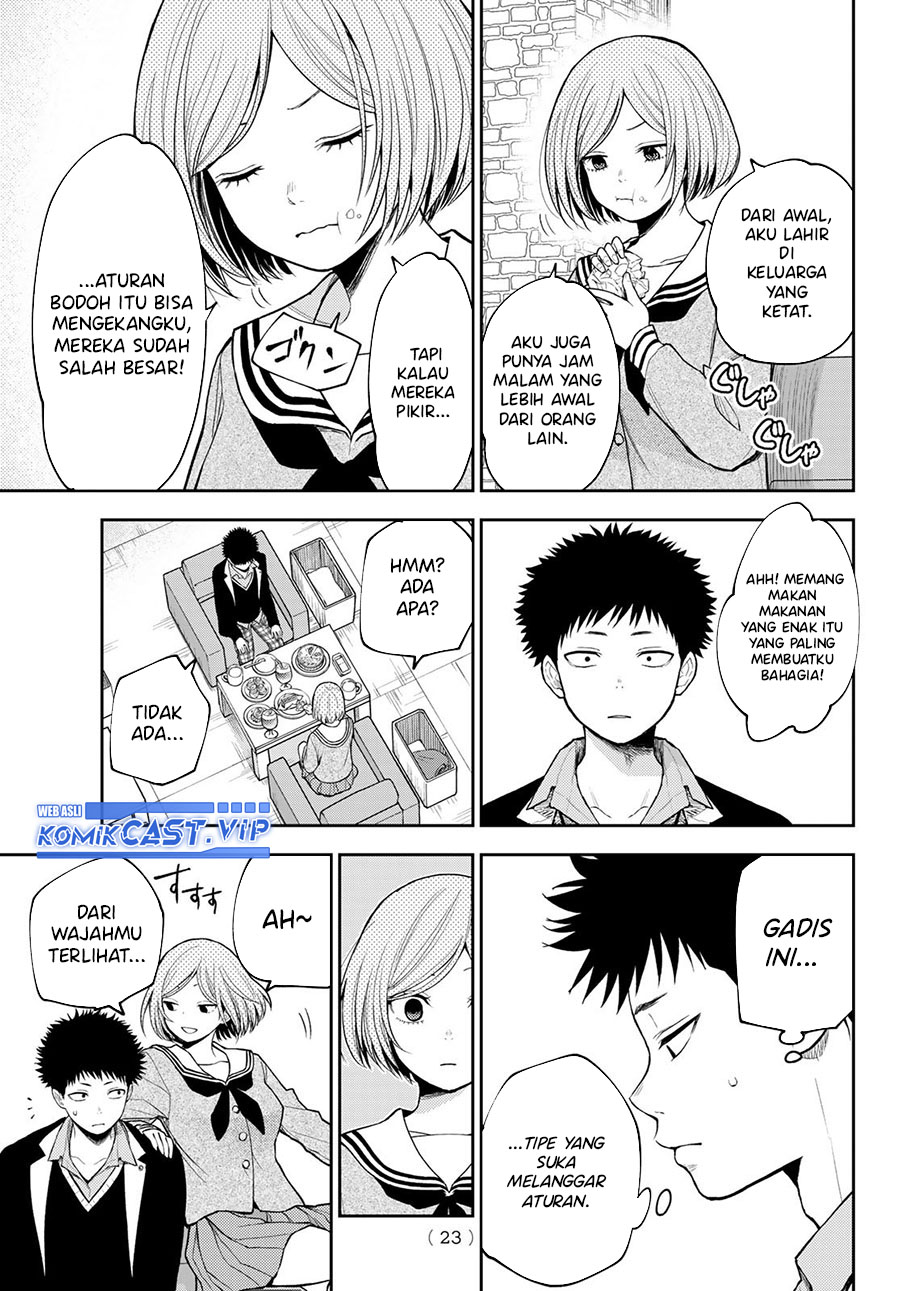 DARI AWAL,
AKU LAHIR
DI
KELUARGA
YANG
KETAT.
ぐしゃ
ぐしゃ
AKU JUGA
PUNYA JAM
MALAM YANG
LEBIH AWAL
DARI ORANG
LAIN.
TAPI
KALAU
MEREKA
PIKIR...
ゴクン
...ATURAN
BODOH ITU BISA
MENGEKANGKU,
MEREKA SUDAH
SALAH BESAR!
AHH! MEMANG
MAKAN
MAKANAN
YANG ENAK ITU
YANG PALING
MEMBUATKU
BAHAGIA!
HMM?
ADA
APA?
TIDAK
ADA...
WEB ASLI
KOMIKCAST.VIP
GADIS
INI...
...TIPE YANG
SUKA
MELANGGAR
ATURAN.
AH~
すすす
DARI
WAJAHMU
TERLIHAT...
( 23 )